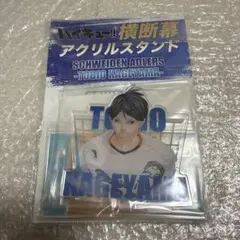 ハイキュー!! 横断幕
アクリルスタント
SCHWEIDEN ADLERS
-TOBIO KAGEYAMA-
TOBIO
KAGEYAMA